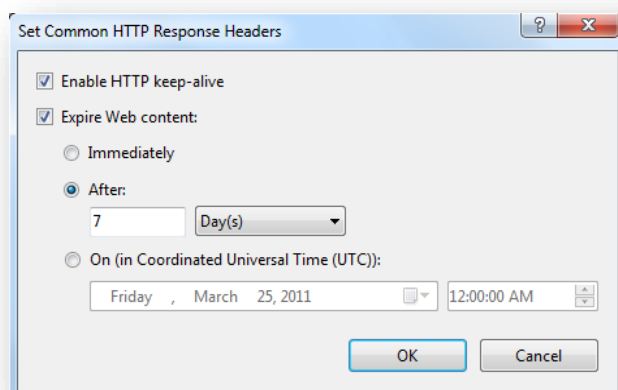 Set Common HTTP Response Headers
?
Enable HTTP keep-alive
Expire Web content:
Immediately
After:
7 Day(s)
On (in Coordinated Universal Time (UTC)):
Friday , March 25, 2011 12:00:00 AM
OK Cancel